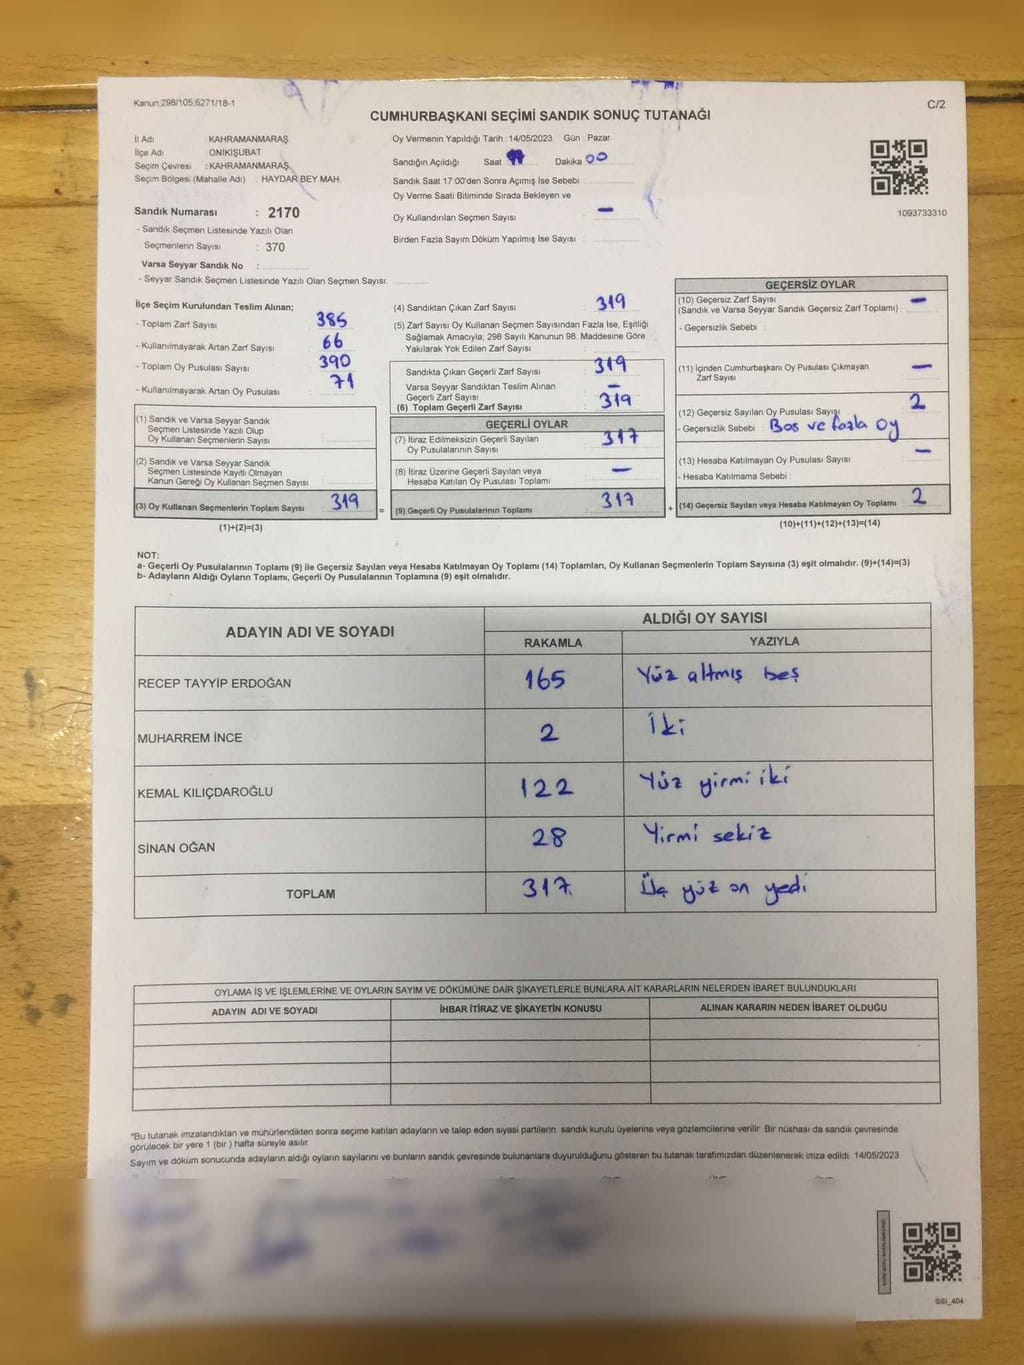 Kanun;298/105;6271/18-1
C/2
CUMHURBAŞKANI SEÇİMİ SANDIK SONUÇ TUTANAĞI
İl Adı KAHRAMANMARAŞ
İlçe Adı ONİKİŞUBAT
Seçim Çevresi : KAHRAMANMARAŞ
Seçim Bölgesi (Mahalle Adı) : HAYDAR BEY MAH.
Sandık Numarası : 2170
- Sandık Seçmen Listesinde Yazılı Olan
Seçmenlerin Sayısı : 370
Varsa Seyyar Sandık No :
- Seyyar Sandık Seçmen Listesinde Yazılı Olan Seçmen Sayısı:
Oy Vermenin Yapıldığı Tarih : 14/05/2023 Gün : Pazar
Sandığın Açıldığı Saat Dakika 00
Sandık Saat 17:00'den Sonra Açımış İse Sebebi :
Oy Verme Saati Bitiminde Sırada Bekleyen ve
Oy Kullandırılan Seçmen Sayısı : –
Birden Fazla Sayım Döküm Yapılmış İse Sayısı :
1093733310
İlçe Seçim Kurulundan Teslim Alınan;
- Toplam Zarf Sayısı : 385
- Kullanılmayarak Artan Zarf Sayısı : 66
- Toplam Oy Pusulası Sayısı : 390
- Kullanılmayarak Artan Oy Pusulası : 71
(1) Sandık ve Varsa Seyyar Sandık
Seçmen Listesinde Yazılı Olup
Oy Kullanan Seçmenlerin Sayısı :
(2) Sandık ve Varsa Seyyar Sandık
Seçmen Listesinde Kayıtlı Olmayan
Kanun Gereği Oy Kullanan Seçmen Sayısı :
(3) Oy Kullanan Seçmenlerin Toplam Sayısı : 319
(1)+(2)=(3)
=
(4) Sandıktan Çıkan Zarf Sayısı : 319
(5) Zarf Sayısı Oy Kullanan Seçmen Sayısından Fazla İse, Eşitliği
Sağlamak Amacıyla; 298 Sayılı Kanunun 98. Maddesine Göre
Yakılarak Yok Edilen Zarf Sayısı :
Sandıkta Çıkan Geçerli Zarf Sayısı : 319
Varsa Seyyar Sandıktan Teslim Alınan
Geçerli Zarf Sayısı : –
(6) Toplam Geçerli Zarf Sayısı : 319
GEÇERLİ OYLAR
(7) İtiraz Edilmeksizin Geçerli Sayılan
Oy Pusulalarının Sayısı : 317
(8) İtiraz Üzerine Geçerli Sayılan veya
Hesaba Katılan Oy Pusulası Toplamı : –
(9) Geçerli Oy Pusulalarının Toplamı : 317
+
GEÇERSİZ OYLAR
(10) Geçersiz Zarf Sayısı
(Sandık ve Varsa Seyyar Sandık Geçersiz Zarf Toplamı) : –
- Geçersizlik Sebebi :
(11) İçinden Cumhurbaşkanı Oy Pusulası Çıkmayan
Zarf Sayısı : –
(12) Geçersiz Sayılan Oy Pusulası Sayısı : 2
- Geçersizlik Sebebi : Bos ve fazla oy
(13) Hesaba Katılmayan Oy Pusulası Sayısı : –
- Hesaba Katılmama Sebebi :
(14) Geçersiz Sayılan veya Hesaba Katılmayan Oy Toplamı : 2
(10)+(11)+(12)+(13)=(14)
NOT:
a- Geçerli Oy Pusulalarının Toplamı (9) ile Geçersiz Sayılan veya Hesaba Katılmayan Oy Toplamı (14) Toplamları, Oy Kullanan Seçmenlerin Toplam Sayısına (3) eşit olmalıdır. (9)+(14)=(3)
b- Adayların Aldığı Oyların Toplamı, Geçerli Oy Pusulalarının Toplamına (9) eşit olmalıdır.
ADAYIN ADI VE SOYADI
ALDIĞI OY SAYISI
RAKAMLA YAZIYLA
RECEP TAYYİP ERDOĞAN 165 Yüz altmış beş
MUHARREM İNCE 2 İki
KEMAL KILIÇDAROĞLU 122 Yüz yirmi iki
SİNAN OĞAN 28 Yirmi sekiz
TOPLAM 317 Üç yüz on yedi
OYLAMA İŞ VE İŞLEMLERİNE VE OYLARIN SAYIM VE DÖKÜMÜNE DAİR ŞİKAYETLERLE BUNLARA AİT KARARLARIN NELERDEN İBARET BULUNDUKLARI
ADAYIN ADI VE SOYADI İHBAR İTİRAZ VE ŞİKAYETİN KONUSU ALINAN KARARIN NEDEN İBARET OLDUĞU
*Bu tutanak imzalandıktan ve mühürlendikten sonra seçime katılan adayların ve talep eden siyasi partilerin sandık kurulu üyelerine veya gözlemcilerine verilir. Bir nüshası da sandık çevresinde
görülecek bir yere 1 (bir ) hafta süreyle asılır.
Sayım ve döküm sonucunda adayların aldığı oyların sayılarını ve bunların sandık çevresinde bulunanlara duyurulduğunu gösteren bu tutanak tarafımızdan düzenlenerek imza edildi. 14/05/2023
GSI_404